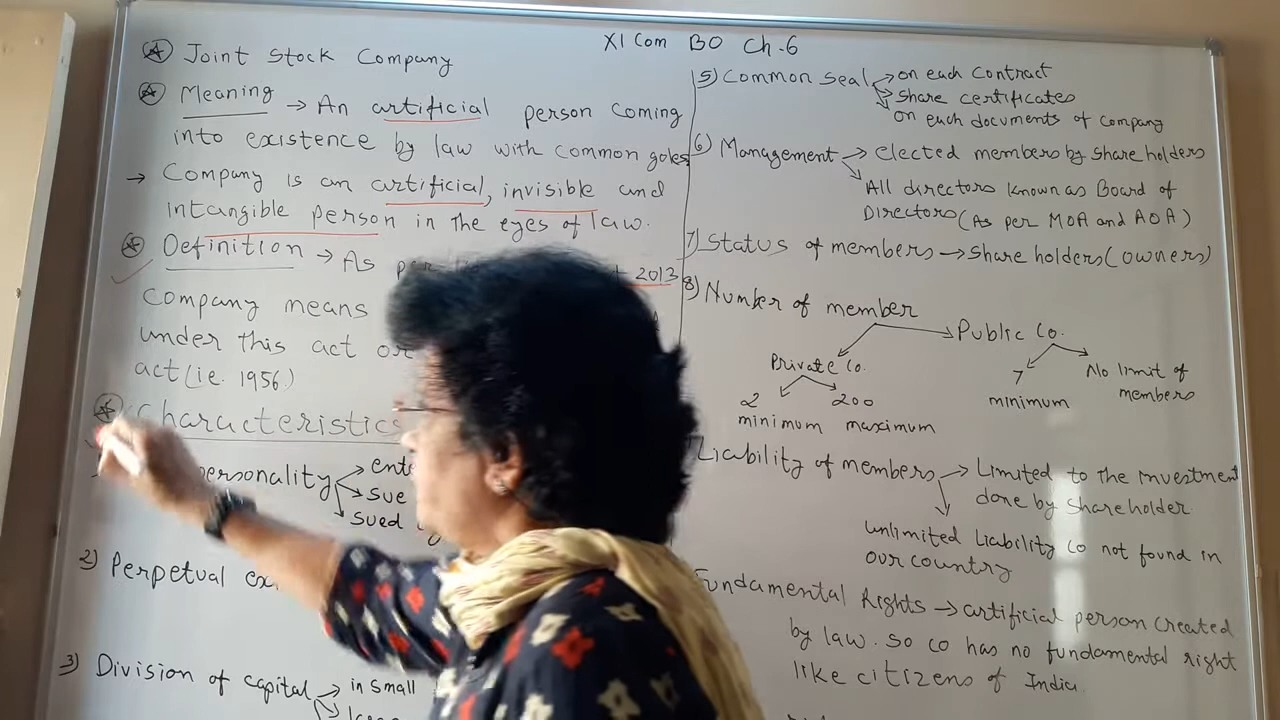 XI Com BO Ch-6
Joint Stock Company
Meaning → An artificial person coming
into existence by law with common goles
→ Company is an artificial, invisible and
intangible person in the eyes of law.
Definition → As per 2013
Company means
under this act or
act (i.e. 1956.)
Characteristics
personality → ente
→ Sue
→ Sued
2) Perpetual ex
3) Division of capital → in small
5) Common seal → on each contract
→ share certificates
→ on each documents of company
6) Management → elected members by share holders
→ All directors known as Board of
Directors (As per MOA and AOA)
7) Status of members → share holders (owners)
8) Number of member
Private Co. Public Co.
2 200 7 No limit of
minimum maximum minimum members
Liability of members → Limited to the investment
done by shareholder
→ unlimited Liability co not found in
our country
Fundamental Rights → artificial person created
by law. so co has no fundamental right
like citizens of India